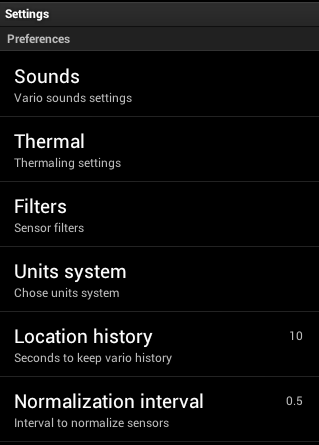 Settings
Preferences
Sounds
Vario sounds settings
Thermal
Thermaling settings
Filters
Sensor filters
Units system
Chose units system
Location history 10
Seconds to keep vario history
Normalization interval 0.5
Interval to normalize sensors